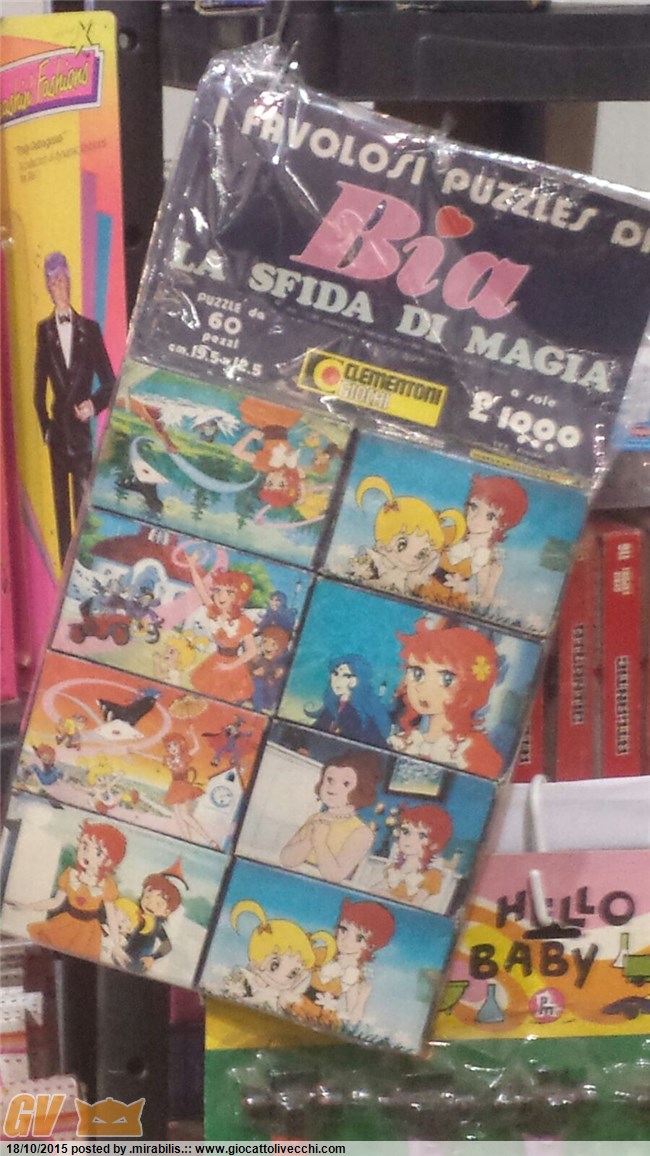 Fashions
I FAVOLOSI PUZZLES DI
Bia
LA SFIDA DI MAGIA
PUZZLE da
60
pezzi
cm. 19.5 x 12.5
CLEMENTONI
GIOCHI
a sole
£ 1000
HELLO
BABY
GV
18/10/2015 posted by .mirabilis.:: www.giocattolivecchi.com